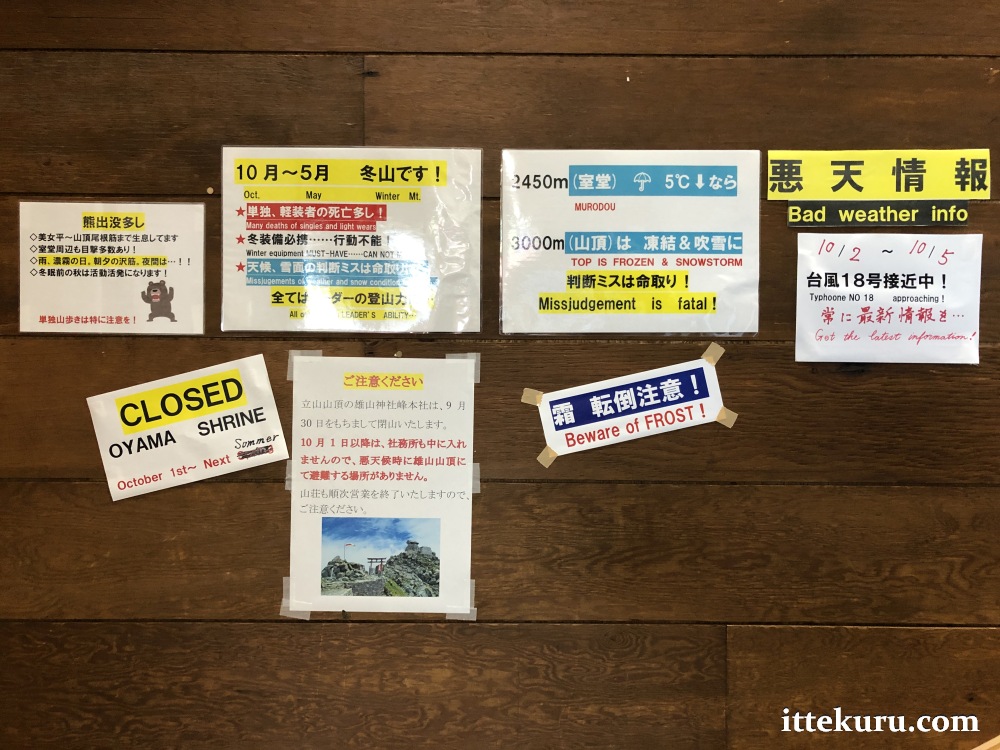 熊出没多し
◇美女平～山頂尾根筋まで生息してます
◇室堂周辺も目撃多数あり！
◇雨、濃霧の日、朝夕の沢筋、夜間は…！！
◇冬眠前の秋は活動活発になります！
単独山歩きは特に注意を！
10月～5月 冬山です！
Oct. May Winter Mt.
★単独、軽装者の死亡多し！
Many deaths of singles and light wears
★冬装備必携……行動不能！
Winter equipment MUST-HAVE……CAN NOT
★天候、雪面の判断ミスは命取り
Missjugements of weather and snow condition
全ては ーダーの登山力
All LEADER'S ABILITY…
2450m(室堂) 5℃⬇なら
MURODOU
3000m(山頂)は 凍結&吹雪に
TOP IS FROZEN & SNOWSTORM
判断ミスは命取り！
Missjudgement is fatal！
悪天情報
Bad weather info
10/2 ～ 10/5
台風18号接近中！
Typhoone NO 18 approaching！
常に最新情報を…
Get the latest information!
CLOSED
OYAMA SHRINE
Sommer
October 1st～ Next
ご注意ください
立山山頂の雄山神社峰本社は、9月
30日をもちまして閉山いたします。
10月1日以降は、社務所も中に入れ
ませんので、悪天候時に雄山山頂に
て避難する場所がありません。
山荘も順次営業を終了いたしますので、
ご注意ください。
霜 転倒注意！
Beware of FROST！
ittekuru.com